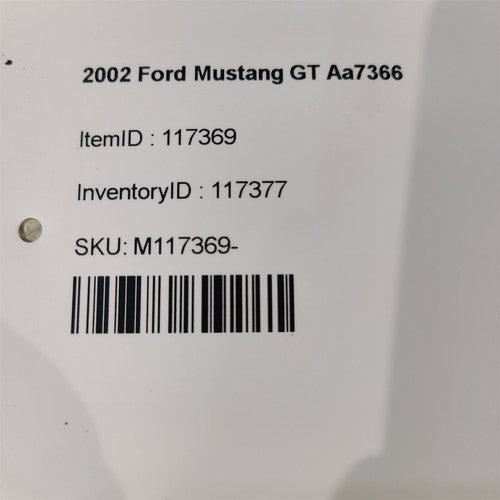 2002 Ford Mustang GT Aa7366
ItemID : 117369
InventoryID : 117377
SKU: M117369-